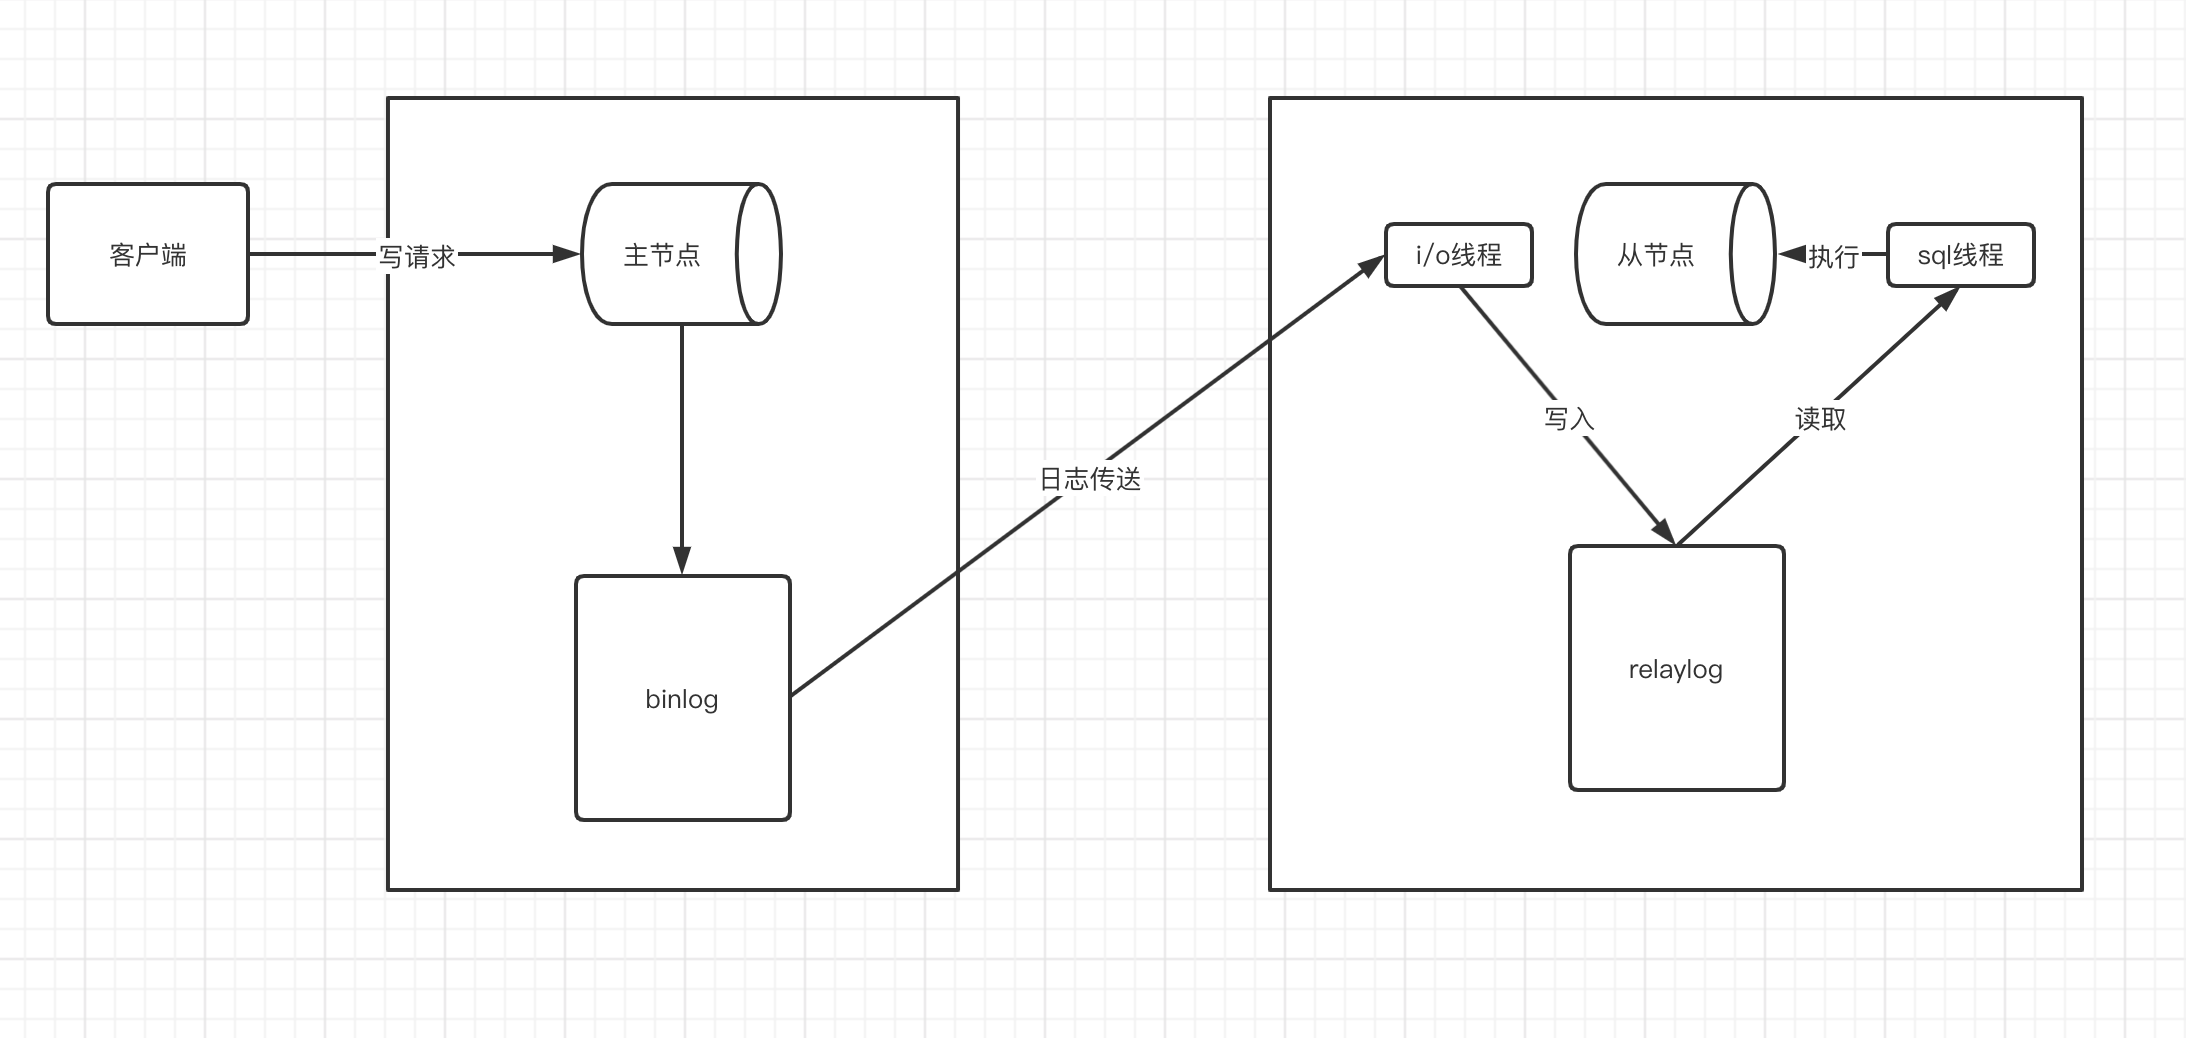 客户端
写请求
主节点
i/o线程
从节点
执行
sql线程
写入
读取
日志传送
relaylog
binlog